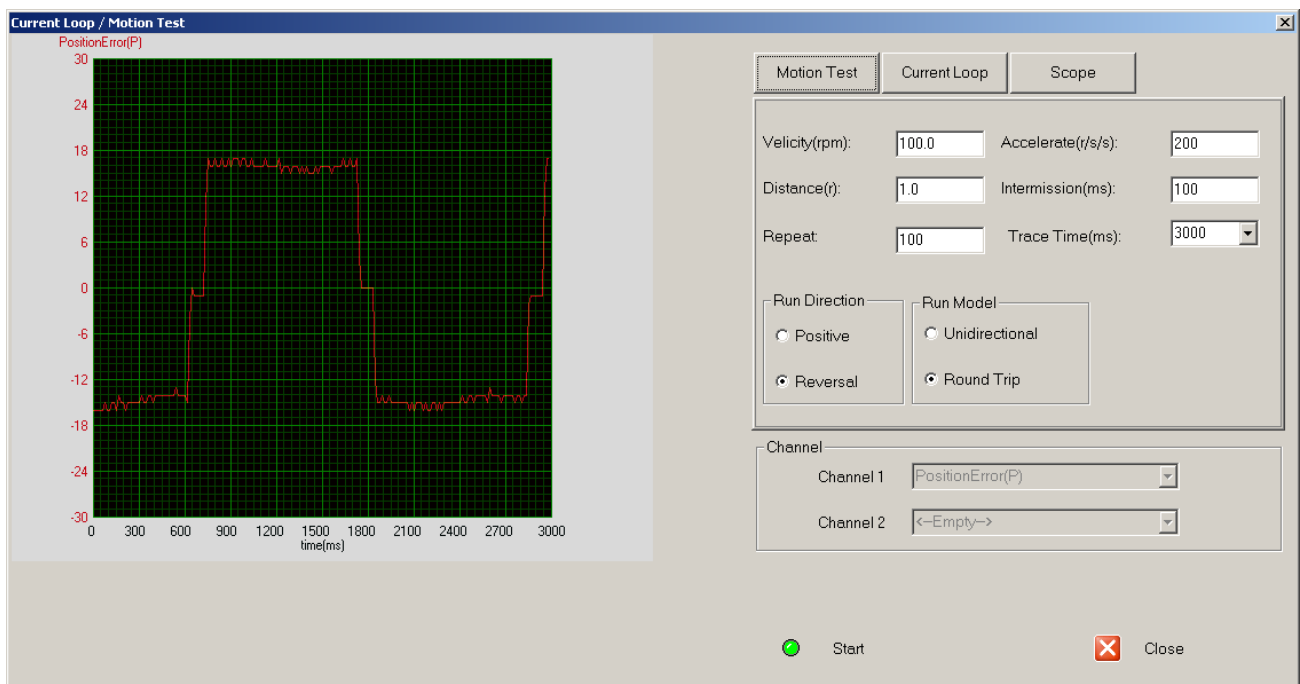 Current Loop / Motion Test
PositionError(P)
30
24
18
12
6
0
-6
-12
-18
-24
-30
0 300 600 900 1200 1500 1800 2100 2400 2700 3000
time(ms)
Motion Test Current Loop Scope
Velicity(rpm): 100.0 Accelerate(r/s/s): 200
Distance(r): 1.0 Intermission(ms): 100
Repeat: 100 Trace Time(ms): 3000
Run Direction Run Model
Positive Unidirectional
Reversal Round Trip
Channel
Channel 1 PositionError(P)
Channel 2 <--Empty-->
Start Close